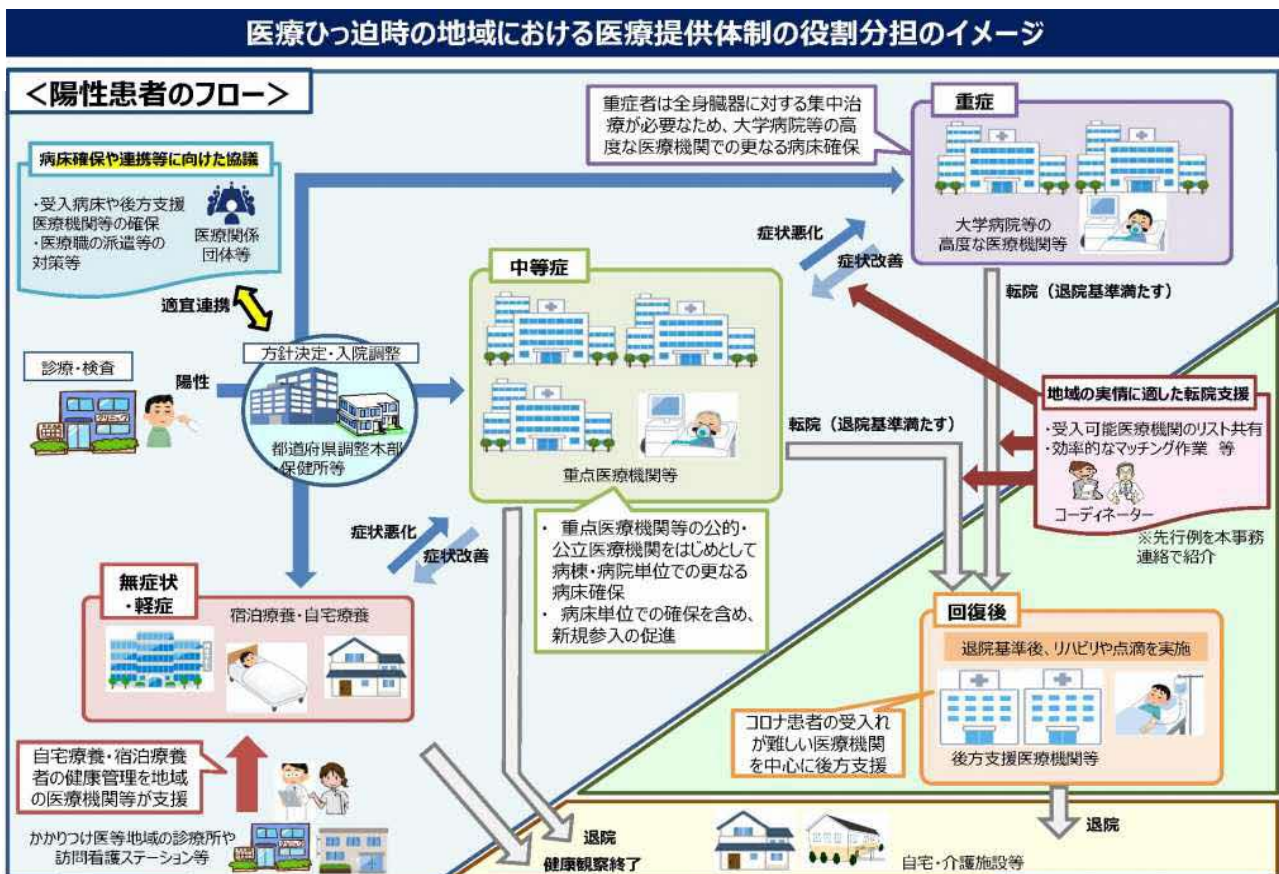 医療ひっ迫時の地域における医療提供体制の役割分担のイメージ
＜陽性患者のフロー＞
病床確保や連携等に向けた協議
・受入病床や後方支援
医療機関等の確保
・医療職の派遣等の
対策等
医療関係
団体等
適宜連携
診療・検査
陽性
方針決定・入院調整
都道府県調整本部
・保健所等
重症者は全身臓器に対する集中治
療が必要なため、大学病院等の高
度な医療機関での更なる病床確保
重症
大学病院等の
高度な医療機関等
症状悪化
症状改善
転院（退院基準満たす）
中等症
重点医療機関等
転院（退院基準満たす）
・ 重点医療機関等の公的・
公立医療機関をはじめとして
病棟・病院単位での更なる
病床確保
・ 病床単位での確保を含め、
新規参入の促進
地域の実情に適した転院支援
・受入可能医療機関のリスト共有
・効率的なマッチング作業 等
コーディネーター
※先行例を本事務
連絡で紹介
症状悪化
症状改善
無症状
・軽症
宿泊療養・自宅療養
自宅療養・宿泊療養
者の健康管理を地域
の医療機関等が支援
かかりつけ医等地域の診療所や
訪問看護ステーション等
回復後
退院基準後、リハビリや点滴を実施
後方支援医療機関等
コロナ患者の受入れ
が難しい医療機関
を中心に後方支援
退院
健康観察終了
退院
自宅・介護施設等